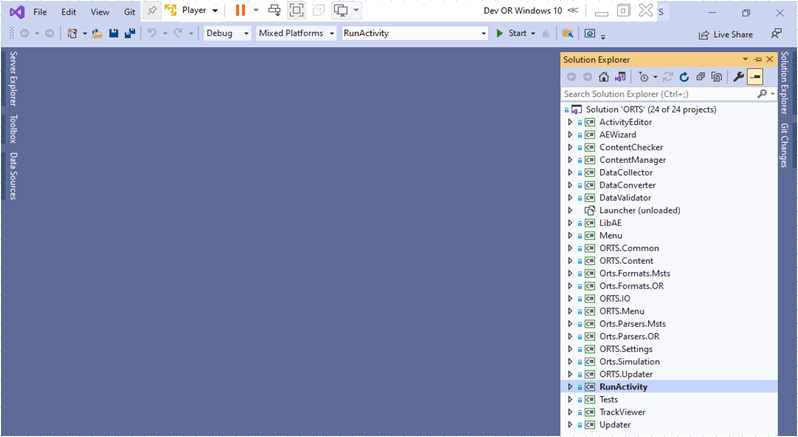 File Edit View Git Player Dev OR Windows 10 S
Debug Mixed Platforms RunActivity Start Live Share
Server Explorer
Toolbox
Data Sources
Solution Explorer
Search Solution Explorer (Ctrl+;)
Solution 'ORTS' (24 of 24 projects)
ActivityEditor
AEWizard
ContentChecker
ContentManager
DataCollector
DataConverter
DataValidator
Launcher (unloaded)
LibAE
Menu
ORTS.Common
ORTS.Content
Orts.Formats.Msts
Orts.Formats.OR
ORTS.IO
ORTS.Menu
Orts.Parsers.Msts
Orts.Parsers.OR
ORTS.Settings
Orts.Simulation
ORTS.Updater
RunActivity
Tests
TrackViewer
Updater
Solution Explorer
Git Changes